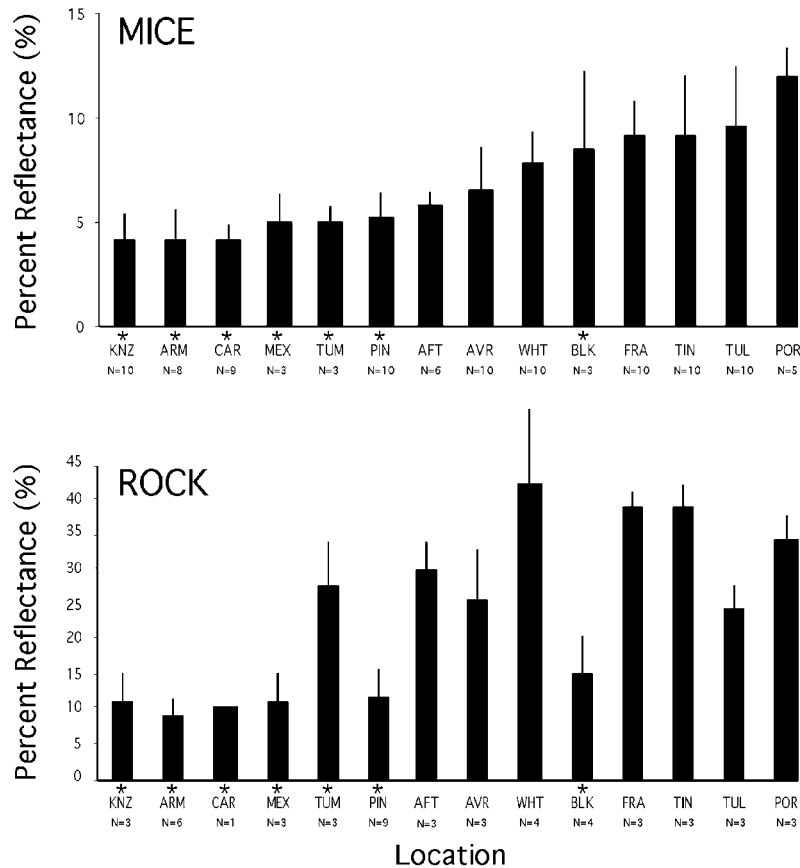 MICE
Percent Reflectance (%)
15
10
5
0
* * * * * * *
KNZ ARM CAR MEX TUM PIN AFT AVR WHT BLK FRA TIN TUL POR
N=10 N=8 N=9 N=3 N=3 N=10 N=6 N=10 N=10 N=3 N=10 N=10 N=10 N=5
ROCK
Percent Reflectance (%)
45
40
35
30
25
20
15
10
5
0
* * * * * * *
KNZ ARM CAR MEX TUM PIN AFT AVR WHT BLK FRA TIN TUL POR
N=3 N=6 N=1 N=3 N=3 N=9 N=3 N=3 N=4 N=4 N=3 N=3 N=3 N=3
Location